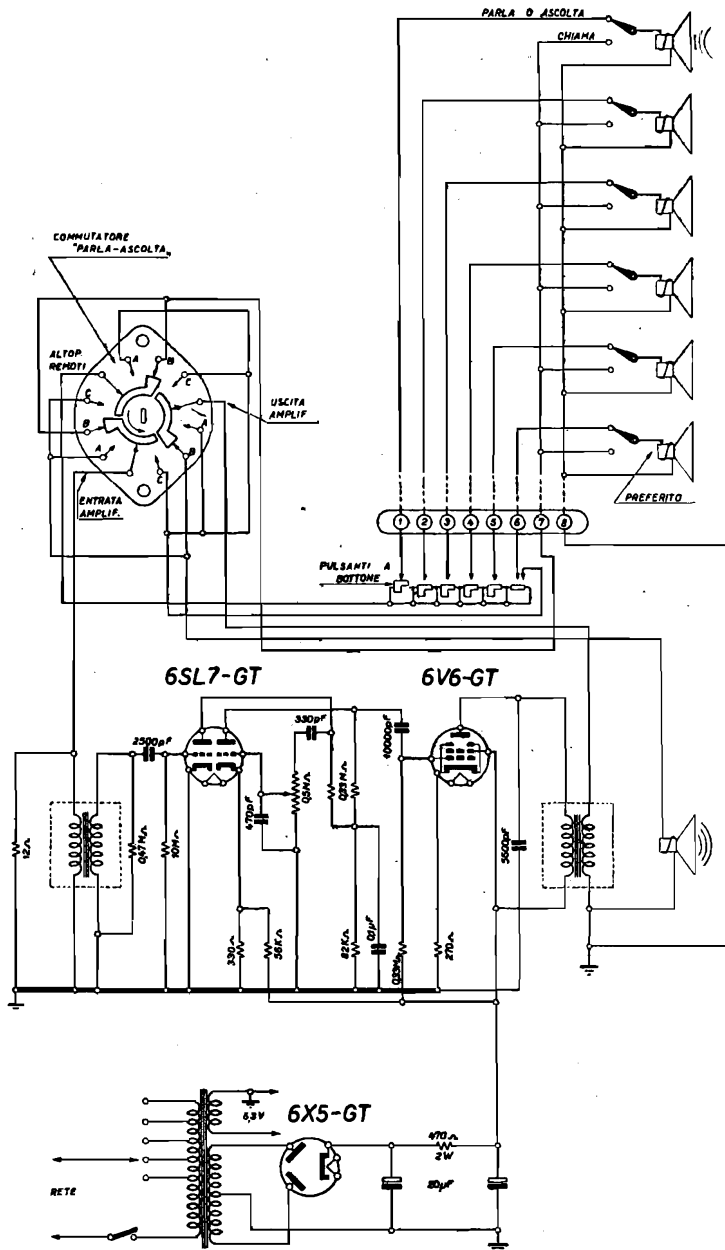 PARLA O ASCOLTA
CHIAMA
COMMUTATORE
"PARLA-ASCOLTA„
ALTOP.
REMOTI
A
B
C
C
B
A
C
B
A
USCITA
AMPLIF
ENTRATA
AMPLIF.
PREFERITO
1 2 3 4 5 6 7 8
PULSANTI A
BOTTONE
6SL7-GT
6V6-GT
2500pF
330pF
10000pF
470pF
0,5MΩ
0,33MΩ
12Ω
0,47MΩ
10MΩ
5600pF
330Ω
56KΩ
82KΩ
0,1µF
0,33MΩ
270Ω
6,3V
6X5-GT
470Ω
2W
20µF
RETE